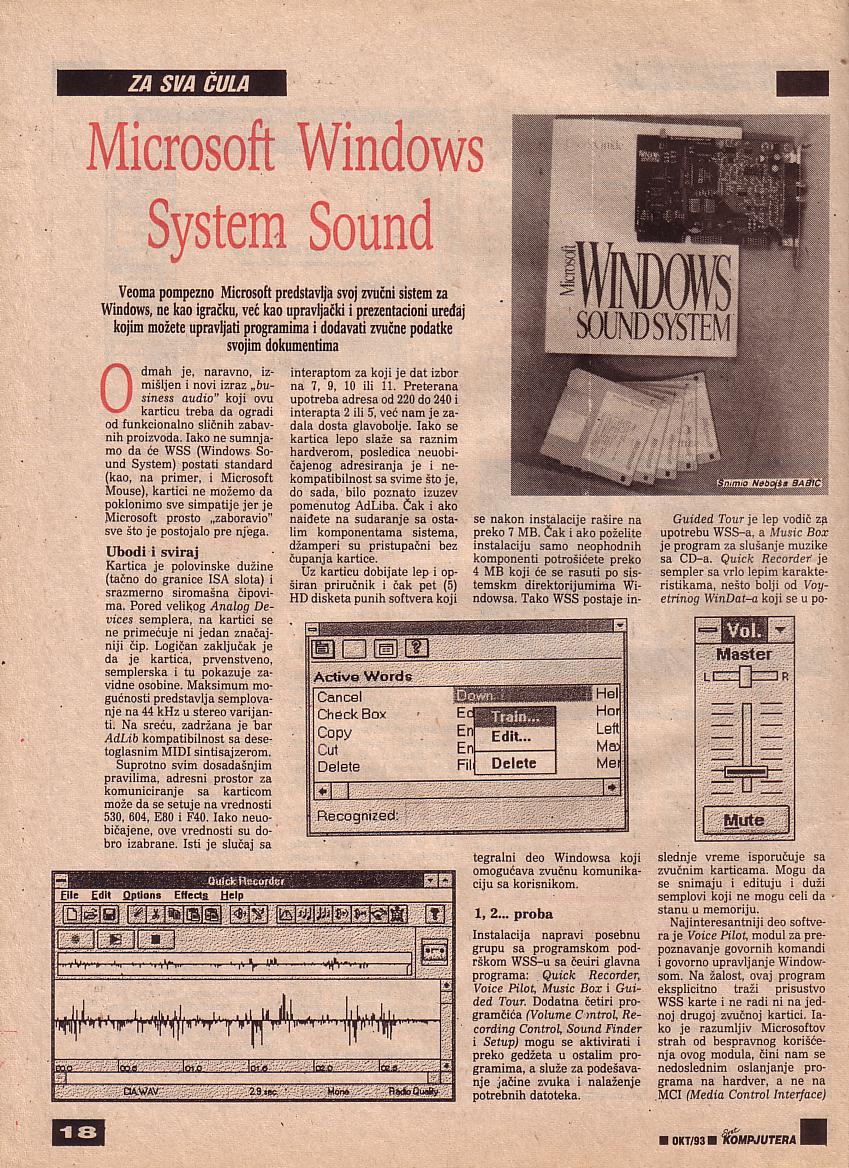 ZA SVA ČULA
Microsoft Windows
System Sound
Veoma pompezno Microsoft predstavlja svoj zvučni sistem za
Windows, ne kao igračku, već kao upravljački i prezentacioni uređaj
kojim možete upravljati programima i dodavati zvučne podatke
svojim dokumentima
Odmah je, naravno, iz-
mišljen i novi izraz „bu-
siness audio” koji ovu
karticu treba da ogradi
od funkcionalno sličnih zabav-
nih proizvoda. Iako ne sumnja-
mo da će WSS (Windows So-
und System) postati standard
(kao, na primer, i Microsoft
Mouse), kartici ne možemo da
poklonimo sve simpatije jer je
Microsoft prosto „zaboravio”
sve što je postojalo pre njega.
Ubodi i sviraj
Kartica je polovinske dužine
(tačno do granice ISA slota) i
srazmerno siromašna čipovi-
ma. Pored velikog Analog De-
vices semplera, na kartici se
ne primećuje ni jedan značaj-
niji čip. Logičan zaključak je
da je kartica, prvenstveno,
semplerska i tu pokazuje za-
vidne osobine. Maksimum mo-
gućnosti predstavlja semplova-
nje na 44 kHz u stereo varijan-
ti. Na sreću, zadržana je bar
AdLib kompatibilnost sa dese-
toglasnim MIDI sintisajzerom.
Suprotno svim dosadašnjim
pravilima, adresni prostor za
komuniciranje sa karticom
može da se setuje na vrednosti
530, 604, E80 i F40. Iako neuo-
bičajene, ove vrednosti su do-
bro izabrane. Isti je slučaj sa
interaptom za koji je dat izbor
na 7, 9, 10 ili 11. Preterana
upotreba adresa od 220 do 240 i
interapta 2 ili 5, već nam je za-
dala dosta glavobolje. Iako se
kartica lepo slaže sa raznim
hardverom, posledica neuobi-
čajenog adresiranja je i ne-
kompatibilnost sa svime što je,
do sada, bilo poznato izuzev
pomenutog AdLiba. Čak i ako
naiđete na sudaranje sa osta-
lim komponentama sistema,
džamperi su pristupačni bez
čupanja kartice.
Uz karticu dobijate lep i op-
širan priručnik i čak pet (5)
HD disketa punih softvera koji
Microsoft
WINDOWS
SOUND SYSTEM
Snimio Nebojša BABIĆ
se nakon instalacije rašire na
preko 7 MB. Čak i ako poželite
instalaciju samo neophodnih
komponenti potrošićete preko
4 MB koji će se rasuti po sis-
temskm direktorijumima Wi-
ndowsa. Tako WSS postaje in-
Guided Tour je lep vodič za
upotrebu WSS-a, a Music Box
je program za slušanje muzike
sa CD-a. Quick Recorder je
sempler sa vrlo lepim karakte-
ristikama, nešto bolji od Voy-
etrinog WinDat-a koji se u po-
Active Words
Cancel Down Hel
Check Box Ed Hor
Copy En Left
Cut En Max
Delete Fil Mer
Train...
Edit...
Delete
Recognized:
Vol.
Master
L R
Mute
Quick Recorder
File Edit Options Effects Help
00.0 00.5 01.0 01.5 02.0 02.5
2.9 sec. Mono Radio Quality
tegralni deo Windowsa koji
omogućava zvučnu komunika-
ciju sa korisnikom.
1, 2... proba
Instalacija napravi posebnu
grupu sa programskom pod-
rškom WSS-u sa četiri glavna
programa: Quick Recorder,
Voice Pilot, Music Box i Gui-
ded Tour. Dodatna četiri pro-
gramčića (Volume Control, Re-
cording Control, Sound Finder
i Setup) mogu se aktivirati i
preko gedžeta u ostalim pro-
gramima, a služe za podešava-
nje jačine zvuka i nalaženje
potrebnih datoteka.
slednje vreme isporučuje sa
zvučnim karticama. Mogu da
se snimaju i edituju i duži
semplovi koji ne mogu celi da
stanu u memoriju.
Najinteresantniji deo softve-
ra je Voice Pilot, modul za pre-
poznavanje govornih komandi
i govorno upravljanje Window-
som. Na žalost, ovaj program
eksplicitno traži prisustvo
WSS karte i ne radi ni na jed-
noj drugoj zvučnoj kartici. Ia-
ko je razumljiv Microsoftov
strah od bespravnog korišće-
nja ovog modula, čini nam se
nedoslednim oslanjanje pro-
grama na hardver, a ne na
MCI (Media Control Interface)
18
OKT/93 Svet KOMPJUTERA